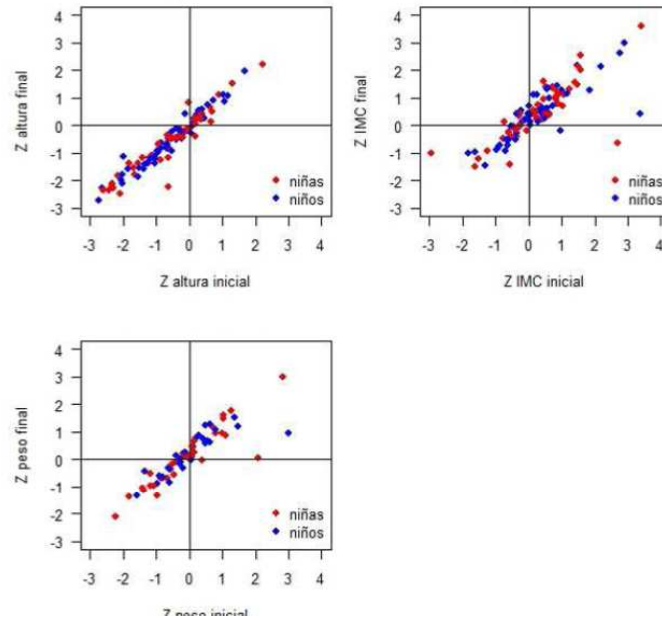 4
3
2
1
0
-1
-2
-3
Z altura final
niñas
niños
-3 -2 -1 0 1 2 3 4
Z altura inicial
4
3
2
1
0
-1
-2
-3
Z IMC final
niñas
niños
-3 -2 -1 0 1 2 3 4
Z IMC inicial
4
3
2
1
0
-1
-2
-3
Z peso final
niñas
niños
-3 -2 -1 0 1 2 3 4
Z peso inicial